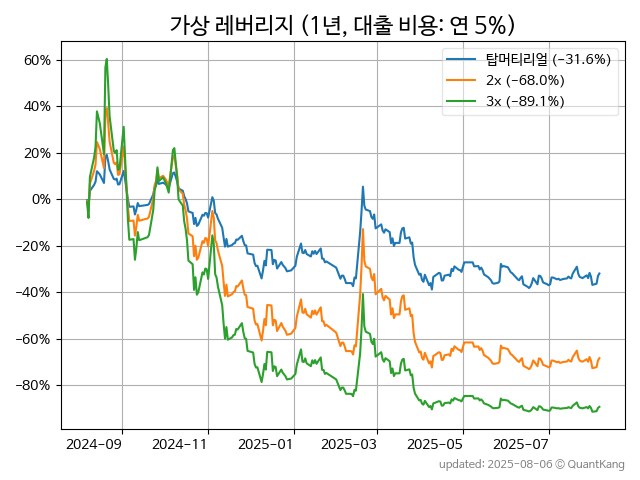 가상 레버리지 (1년, 대출 비용: 연 5%)
탑머티리얼 (−31.6%)
2x (−68.0%)
3x (−89.1%)
60%
40%
20%
0%
−20%
−40%
−60%
−80%
2024-09
2024-11
2025-01
2025-03
2025-05
2025-07
updated: 2025-08-06 © QuantKang